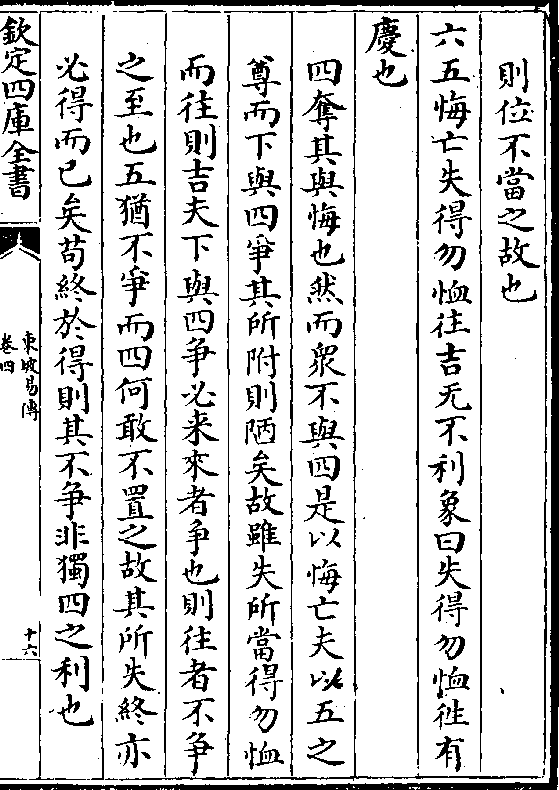 則位不當之故也
六五悔亡失得勿恤往吉无不利象曰失得勿恤往有
慶也
四奪其與悔也然而衆不與四是以悔亡夫以五之
尊而下與四爭其所附則陋矣故雖失所當得勿恤
而往則吉夫下與四争必来來者争也則往者不争
之至也五猶不爭而四何敢不置之故其所失終亦
必得而已矣苟終於得則其不争非獨四之利也
欽定四庫全書
東坡易傳
卷四
十六